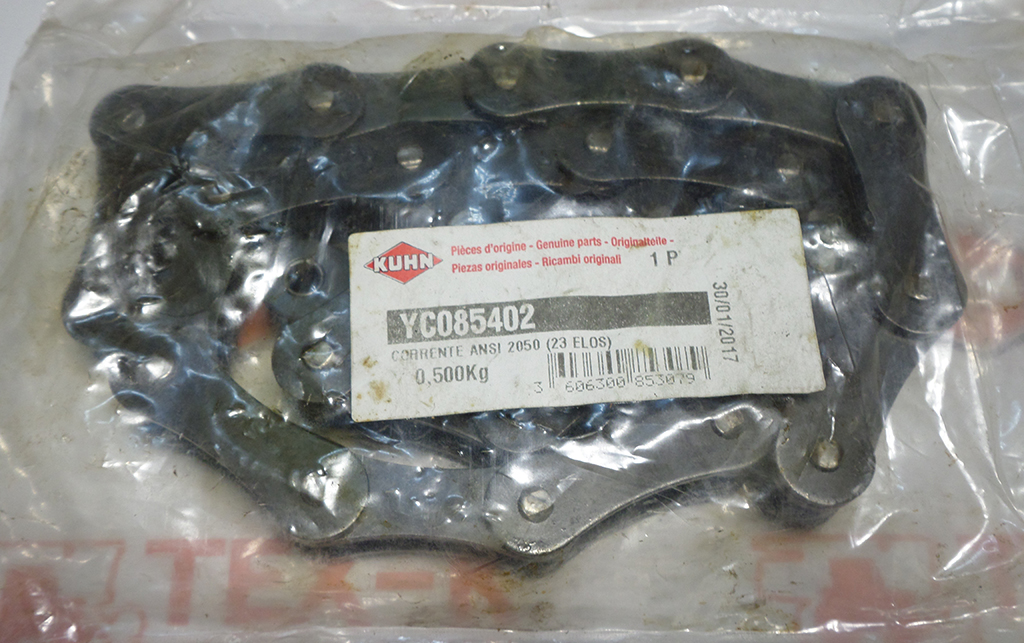 KUHN
Pièces d'origine - Genuine parts - Originalteile -
Piezas originales - Ricambi originali
1 P
YC085402
30/01/2017
CORRENTE ANSI 2050 (23 ELOS)
0,500Kg
3 606300 853079